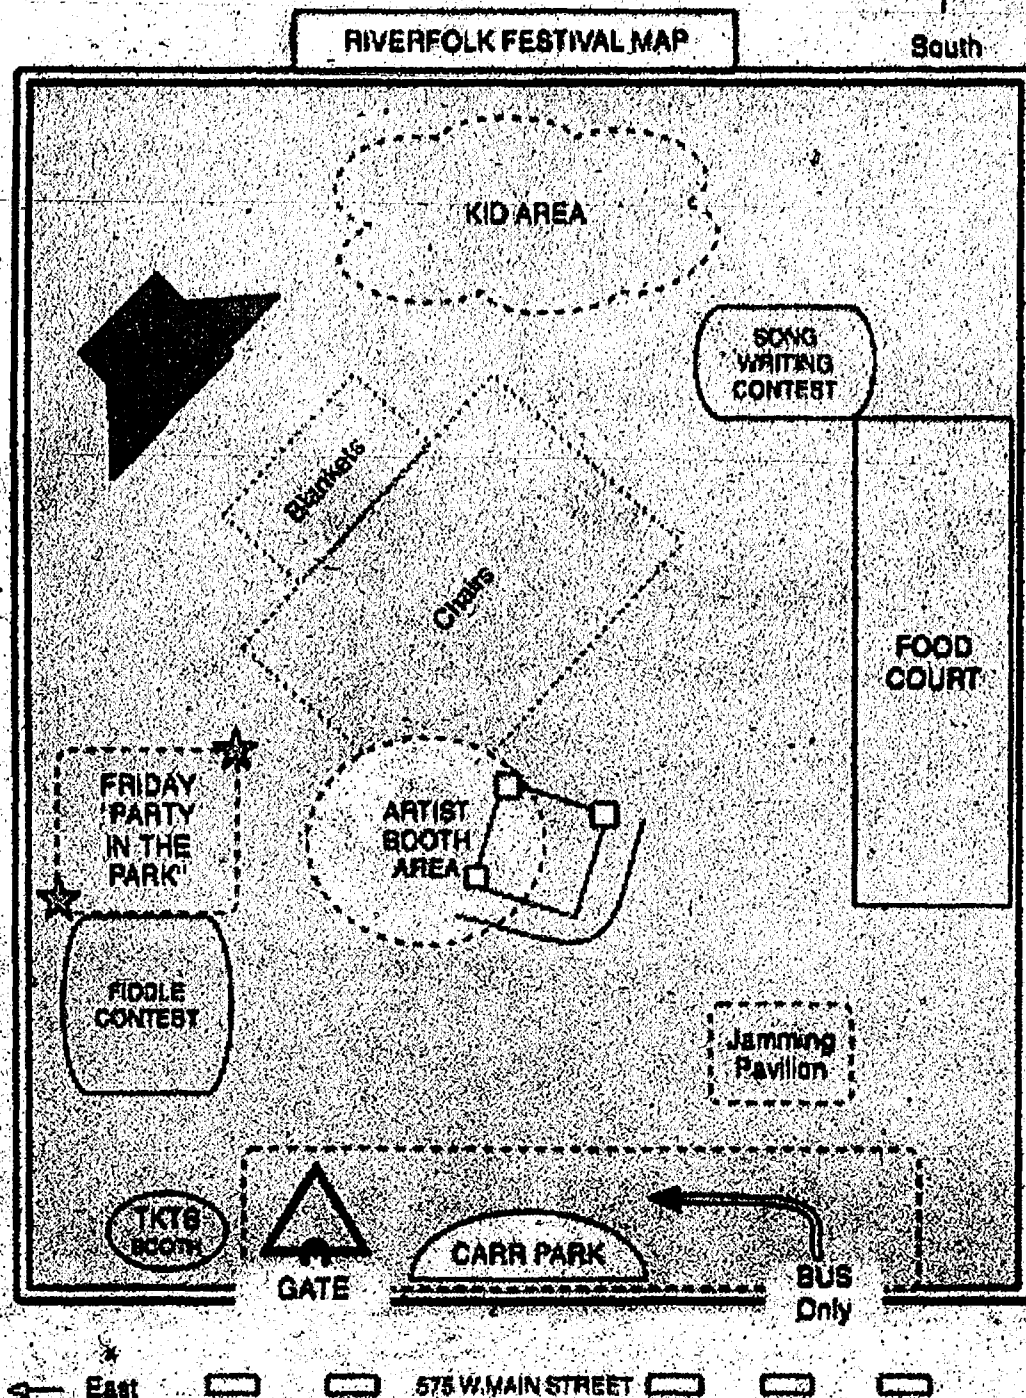 RIVERFOLK FESTIVAL MAP
South
KID AREA
SONG
WRITING
CONTEST
Blankets
Chairs
FOOD
COURT
FRIDAY
"PARTY
IN THE
PARK"
ARTIST
BOOTH
AREA
FIDDLE
CONTEST
Jamming
Pavilion
TKTS
BOOTH
GATE
CARR PARK
BUS
Only
East
575 W. MAIN STREET